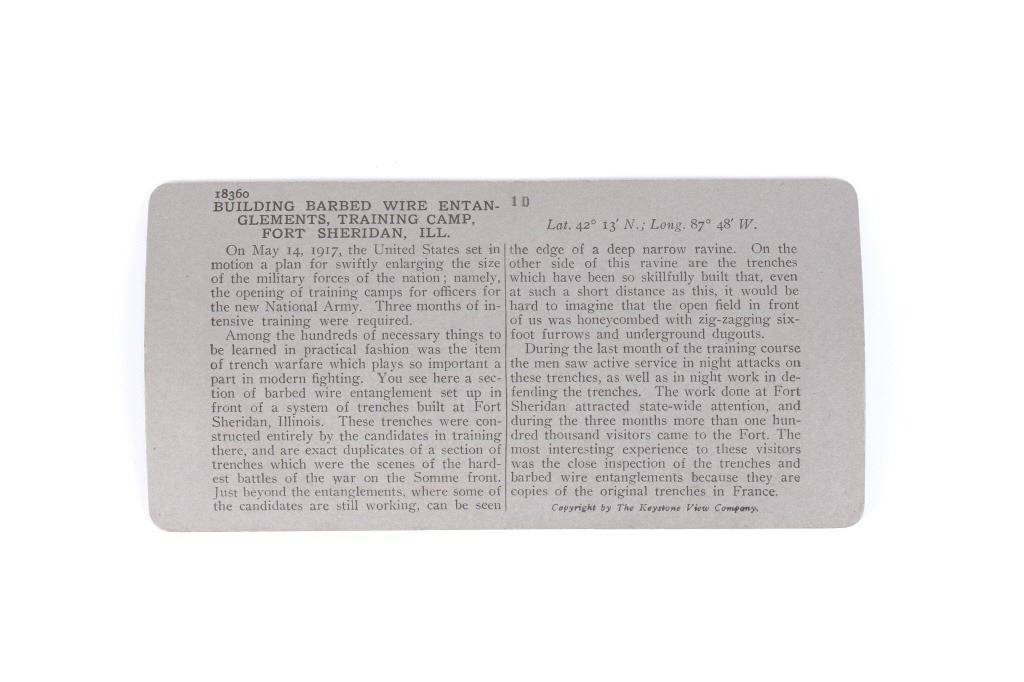 18360
BUILDING BARBED WIRE ENTAN-
GLEMENTS, TRAINING CAMP,
FORT SHERIDAN, ILL.
On May 14, 1917, the United States set in
motion a plan for swiftly enlarging the size
of the military forces of the nation; namely,
the opening of training camps for officers for
the new National Army. Three months of in-
tensive training were required.
Among the hundreds of necessary things to
be learned in practical fashion was the item
of trench warfare which plays so important a
part in modern fighting. You see here a sec-
tion of barbed wire entanglement set up in
front of a system of trenches built at Fort
Sheridan, Illinois. These trenches were con-
structed entirely by the candidates in training
there, and are exact duplicates of a section of
trenches which were the scenes of the hard-
est battles of the war on the Somme front.
Just beyond the entanglements, where some of
the candidates are still working, can be seen
10
Lat. 42° 13′ N.; Long. 87° 48′ W.
the edge of a deep narrow ravine. On the
other side of this ravine are the trenches
which have been so skillfully built that, even
at such a short distance as this, it would be
hard to imagine that the open field in front
of us was honeycombed with zig-zagging six-
foot furrows and underground dugouts.
During the last month of the training course
the men saw active service in night attacks on
these trenches, as well as in night work in de-
fending the trenches. The work done at Fort
Sheridan attracted state-wide attention, and
during the three months more than one hun-
dred thousand visitors came to the Fort. The
most interesting experience to these visitors
was the close inspection of the trenches and
barbed wire entanglements because they are
copies of the original trenches in France.
Copyright by The Keystone View Company.